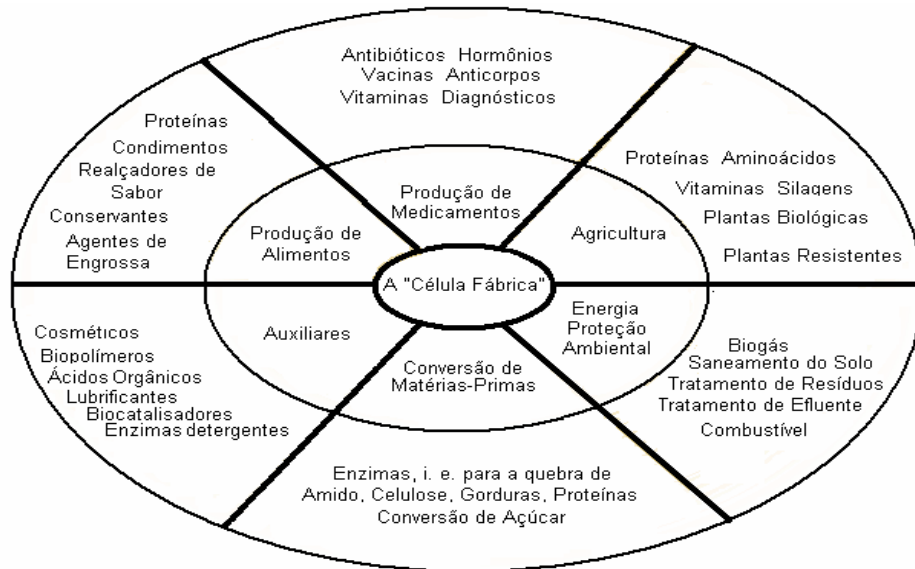 Antibióticos Hormônios
Vacinas Anticorpos
Vitaminas Diagnósticos
Proteínas
Condimentos
Realçadores de
Sabor
Conservantes
Agentes de
Engrossa
Proteínas Aminoácidos
Vitaminas Silagens
Plantas Biológicas
Plantas Resistentes
Produção de
Medicamentos
Produção de
Alimentos
Agricultura
A "Célula Fábrica"
Auxiliares
Energia
Proteção
Ambiental
Conversão de
Matérias-Primas
Cosméticos
Biopolímeros
Ácidos Orgânicos
Lubrificantes
Biocatalisadores
Enzimas detergentes
Biogás
Saneamento do Solo
Tratamento de Resíduos
Tratamento de Efluente
Combustível
Enzimas, i. e. para a quebra de
Amido, Celulose, Gorduras, Proteínas
Conversão de Açúcar